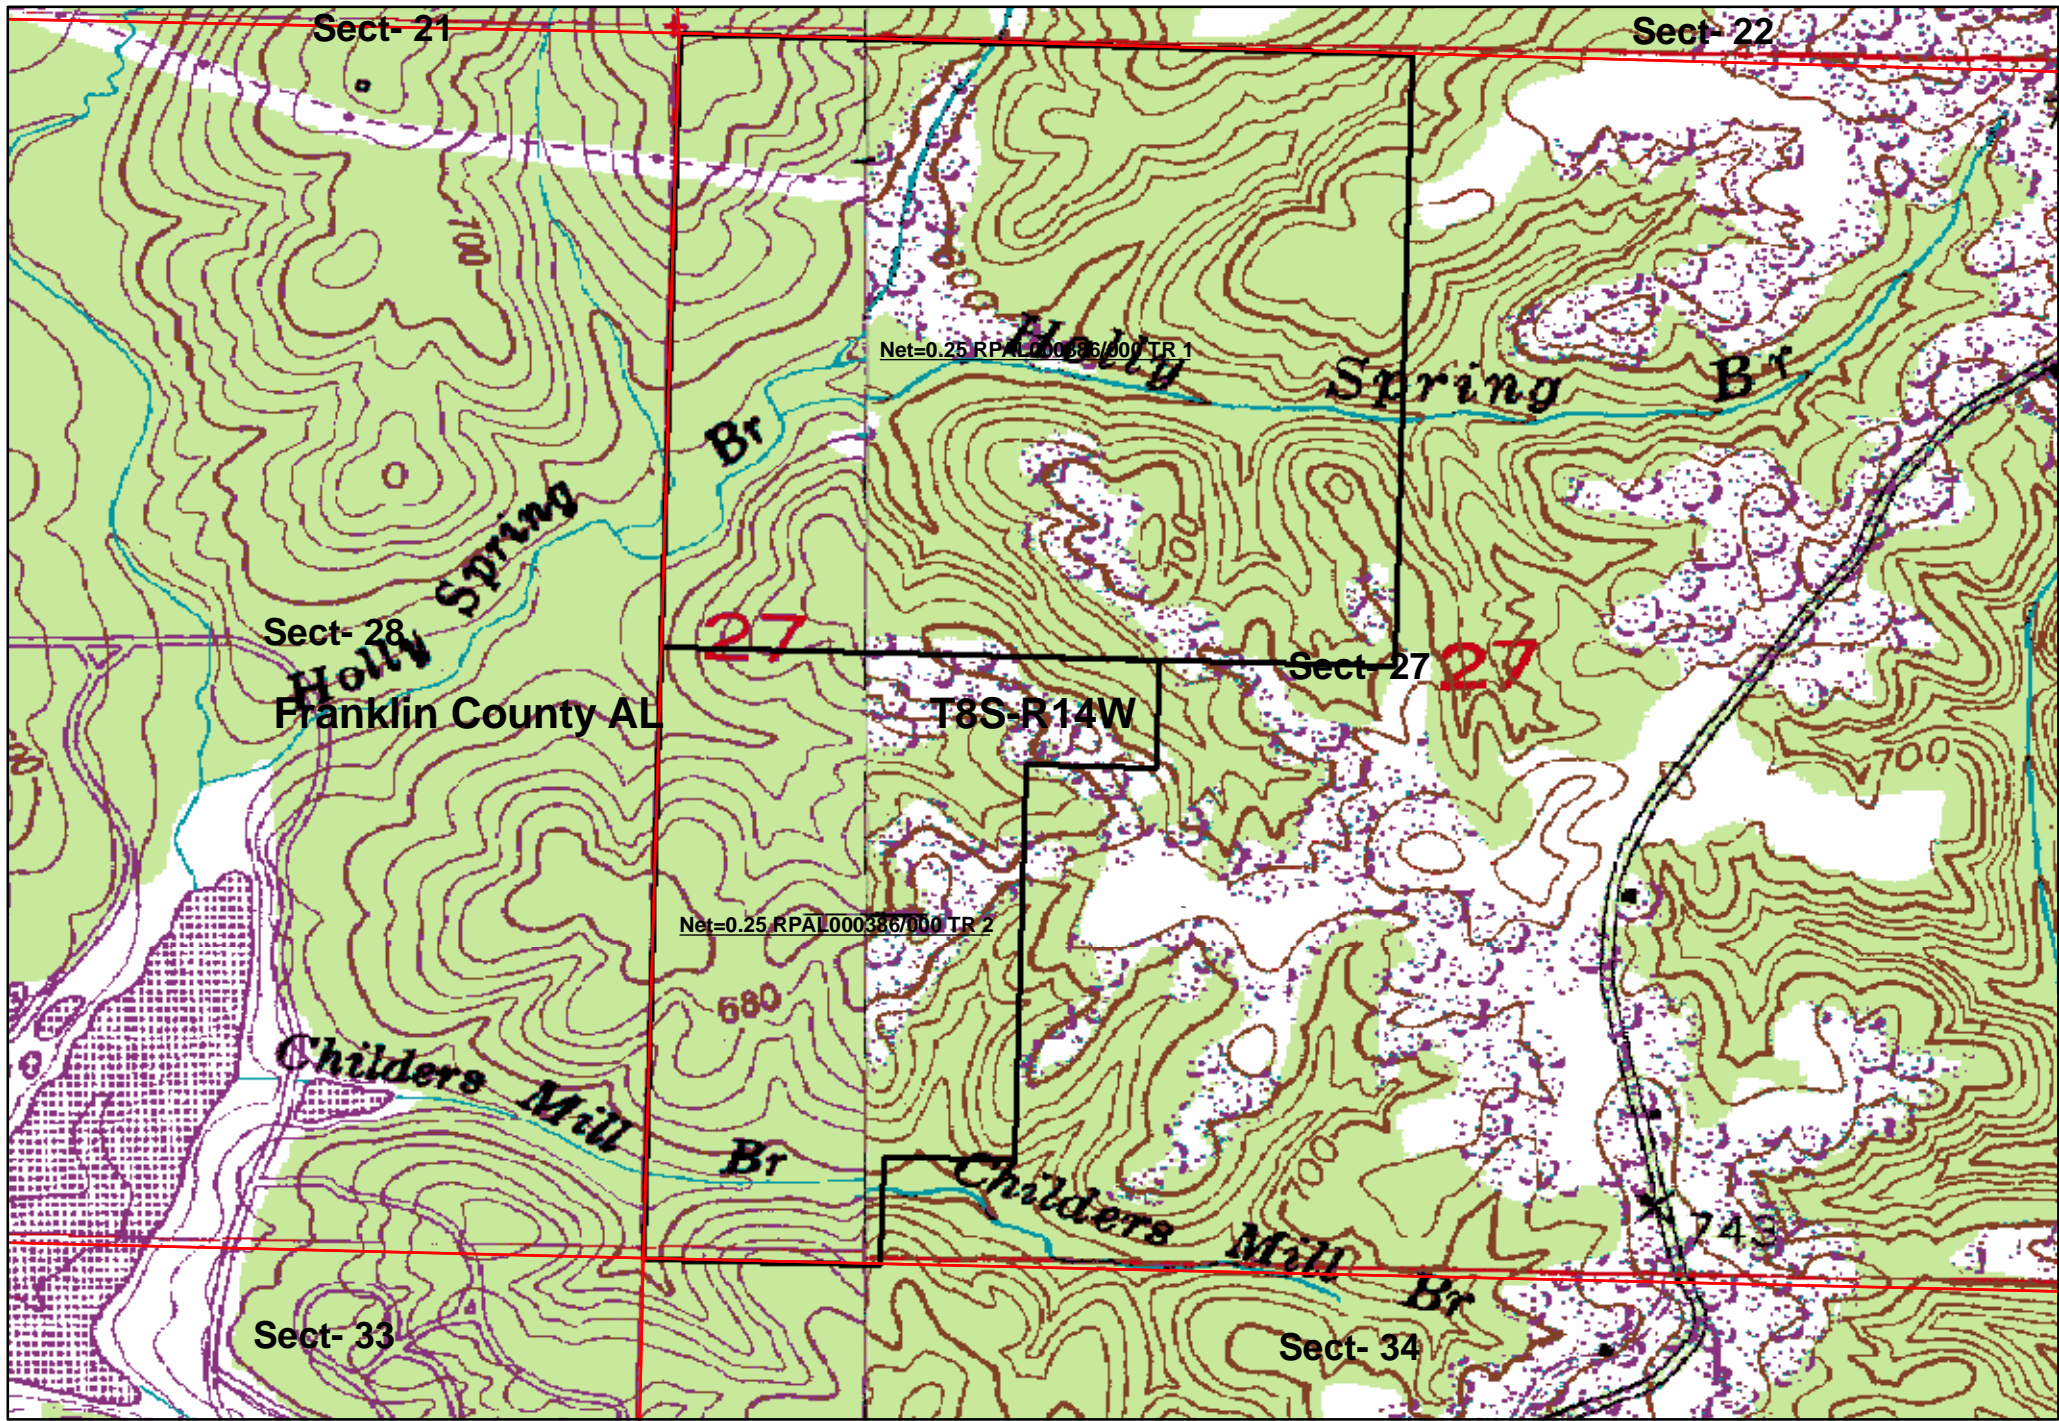 Sect- 21
Sect- 22
700
Holly
Net=0.25 RPAL000386/000 TR 1
Spring Br
Br
Spring
700
27
Sect- 28
Holly
Sect- 27
27
Franklin County AL
T8S-R14W
700
Net=0.25 RPAL000386/000 TR 2
680
Childers Mill
Br
Childers Mill Br
700
743
Sect- 33
Sect- 34